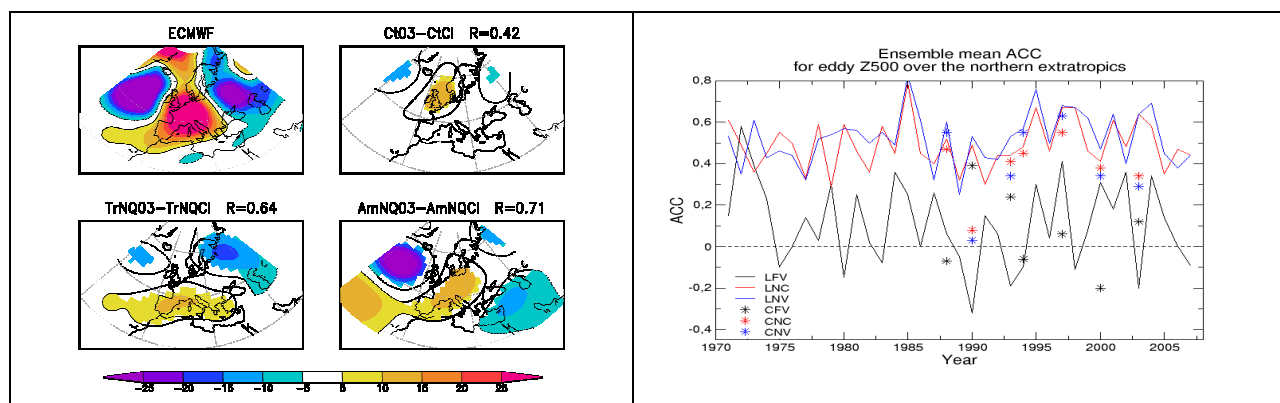 ECMWF
Ct03-CtCl R=0.42
TrNQ03-TrNQCl R=0.64
AmNQ03-AmNQCl R=0.71
-25 -20 -15 -10 -5 5 10 15 20 25
Ensemble mean ACC
for eddy Z500 over the northern extratropics
0,8
0,6
0,4
0,2
0
-0,2
-0,4
ACC
LFV
LNC
LNV
CFV
CNC
CNV
1970 1975 1980 1985 1990 1995 2000 2005
Year